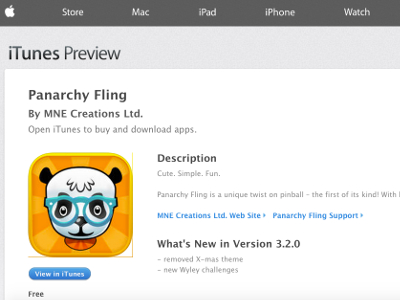 Store Mac iPad iPhone Watch
iTunes Preview
Panarchy Fling
By MNE Creations Ltd.
Open iTunes to buy and download apps.
Description
Cute. Simple. Fun.
Panarchy Fling is a unique twist on pinball - the first of its kind! With
MNE Creations Ltd. Web Site Panarchy Fling Support
What's New in Version 3.2.0
- removed X-mas theme
- new Wyley challenges
View in iTunes
Free